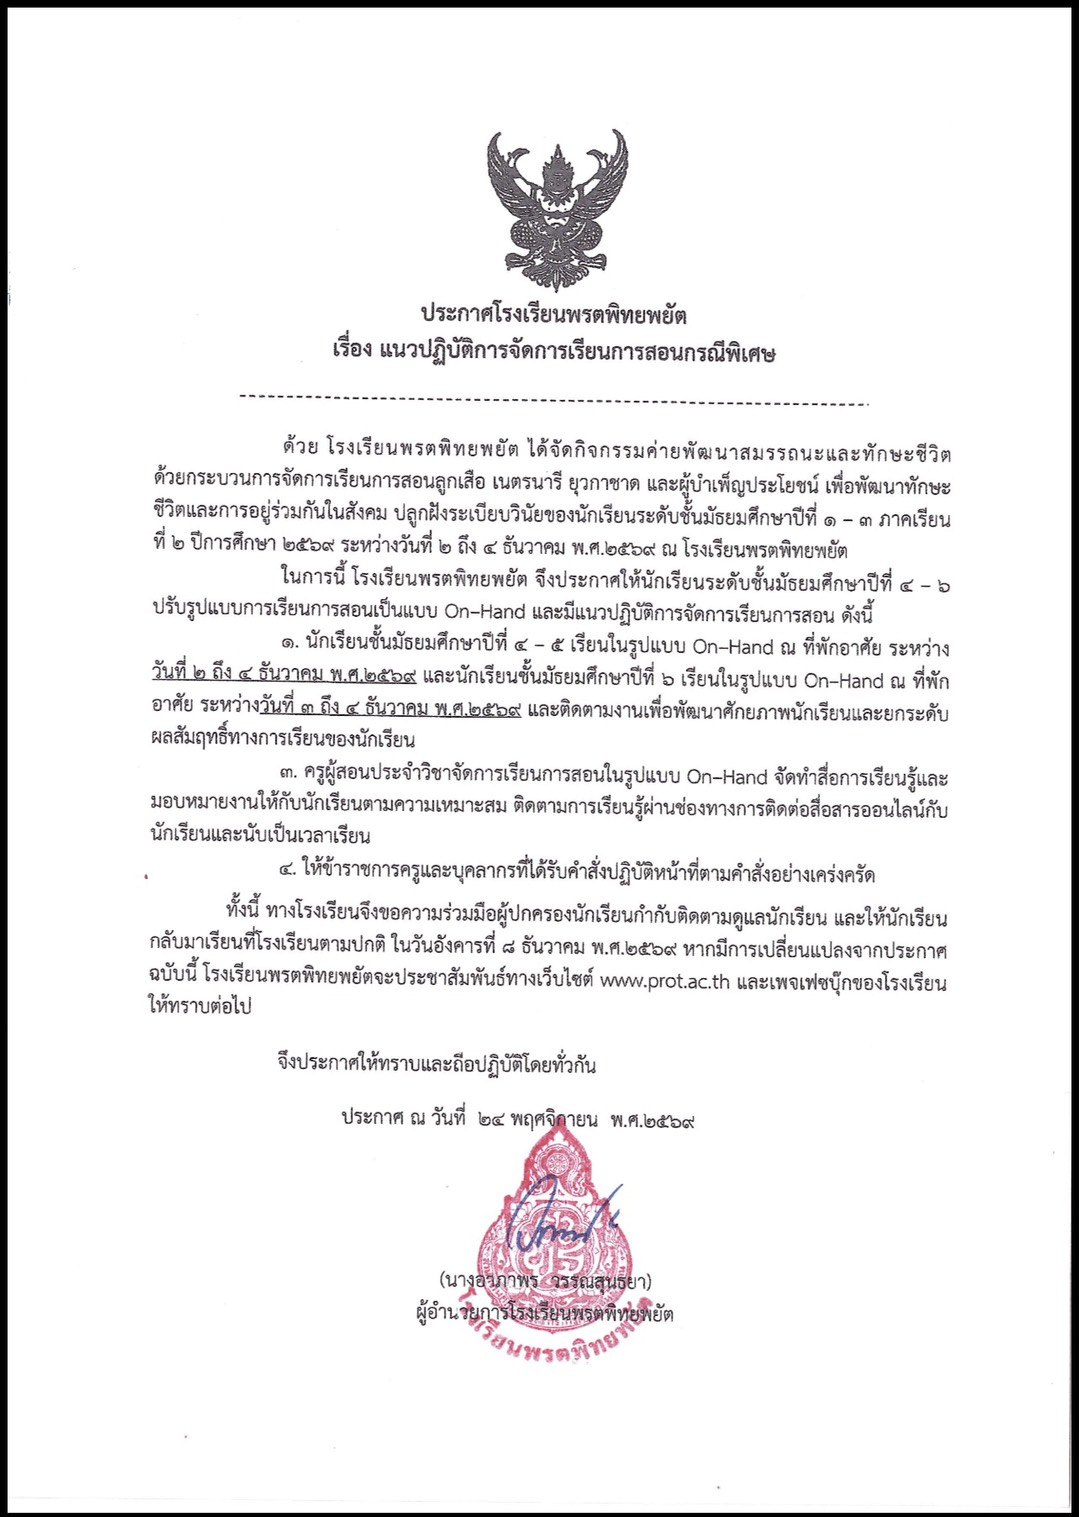 ประกาศโรงเรียนพรตพิทยพยัต
เรื่อง แนวปฏิบัติการจัดการเรียนการสอนกรณีพิเศษ
ด้วย โรงเรียนพรตพิทยพยัต ได้จัดกิจกรรมค่ายพัฒนาสมรรถนะและทักษะชีวิต
ด้วยกระบวนการจัดการเรียนการสอนลูกเสือ เนตรนารี ยุวกาชาด และผู้บำเพ็ญประโยชน์ เพื่อพัฒนาทักษะ
ชีวิตและการอยู่ร่วมกันในสังคม ปลูกฝังระเบียบวินัยของนักเรียนระดับชั้นมัธยมศึกษาปีที่ ๑ – ๓ ภาคเรียน
ที่ ๒ ปีการศึกษา ๒๕๖๙ ระหว่างวันที่ ๒ ถึง ๔ ธันวาคม พ.ศ.๒๕๖๙ ณ โรงเรียนพรตพิทยพยัต
ในการนี้ โรงเรียนพรตพิทยพยัต จึงประกาศให้นักเรียนระดับชั้นมัธยมศึกษาปีที่ ๔ – ๖
ปรับรูปแบบการเรียนการสอนเป็นแบบ On–Hand และมีแนวปฏิบัติการจัดการเรียนการสอน ดังนี้
๑. นักเรียนชั้นมัธยมศึกษาปีที่ ๔ – ๕ เรียนในรูปแบบ On–Hand ณ ที่พักอาศัย ระหว่าง
วันที่ ๒ ถึง ๔ ธันวาคม พ.ศ.๒๕๖๙ และนักเรียนชั้นมัธยมศึกษาปีที่ ๖ เรียนในรูปแบบ On–Hand ณ ที่พัก
อาศัย ระหว่างวันที่ ๓ ถึง ๔ ธันวาคม พ.ศ.๒๕๖๙ และติดตามงานเพื่อพัฒนาศักยภาพนักเรียนและยกระดับ
ผลสัมฤทธิ์ทางการเรียนของนักเรียน
๓. ครูผู้สอนประจำวิชาจัดการเรียนการสอนในรูปแบบ On–Hand จัดทำสื่อการเรียนรู้และ
มอบหมายงานให้กับนักเรียนตามความเหมาะสม ติดตามการเรียนรู้ผ่านช่องทางการติดต่อสื่อสารออนไลน์กับ
นักเรียนและนับเป็นเวลาเรียน
๔. ให้ข้าราชการครูและบุคลากรที่ได้รับคำสั่งปฏิบัติหน้าที่ตามคำสั่งอย่างเคร่งครัด
ทั้งนี้ ทางโรงเรียนจึงขอความร่วมมือผู้ปกครองนักเรียนกำกับติดตามดูแลนักเรียน และให้นักเรียน
กลับมาเรียนที่โรงเรียนตามปกติ ในวันอังคารที่ ๘ ธันวาคม พ.ศ.๒๕๖๙ หากมีการเปลี่ยนแปลงจากประกาศ
ฉบับนี้ โรงเรียนพรตพิทยพยัตจะประชาสัมพันธ์ทางเว็บไซต์ www.prot.ac.th และเพจเฟซบุ๊กของโรงเรียน
ให้ทราบต่อไป
จึงประกาศให้ทราบและถือปฏิบัติโดยทั่วกัน
ประกาศ ณ วันที่ ๒๔ พฤศจิกายน พ.ศ.๒๕๖๙
(นางอวภาพร วรรณสุนธยา)
ผู้อำนวยการโรงเรียนพรตพิทยพยัต
โรงเรียนพรตพิทยพยัต